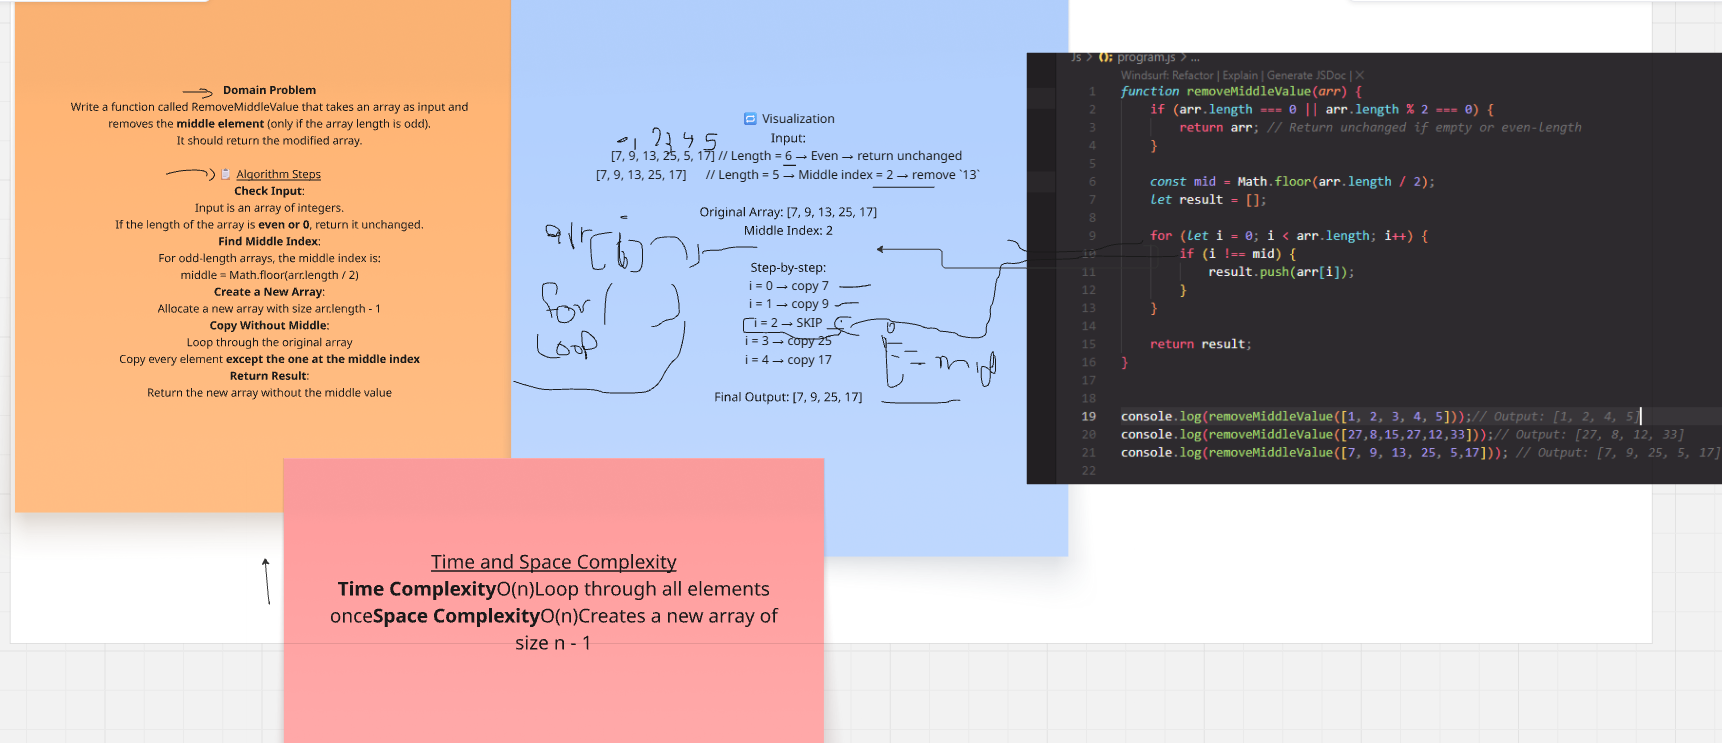 Domain Problem
Write a function called RemoveMiddleValue that takes an array as input and
removes the middle element (only if the array length is odd).
It should return the modified array.
📋 Algorithm Steps
Check Input:
Input is an array of integers.
If the length of the array is even or 0, return it unchanged.
Find Middle Index:
For odd-length arrays, the middle index is:
middle = Math.floor(arr.length / 2)
Create a New Array:
Allocate a new array with size arr.length - 1
Copy Without Middle:
Loop through the original array
Copy every element except the one at the middle index
Return Result:
Return the new array without the middle value
🔁 Visualization
Input:
1 2 3 4 5
[7, 9, 13, 25, 5, 17] // Length = 6 → Even → return unchanged
[7, 9, 13, 25, 17] // Length = 5 → Middle index = 2 → remove `13`
Original Array: [7, 9, 13, 25, 17]
Middle Index: 2
arr[i]
Step-by-step:
i = 0 → copy 7
i = 1 → copy 9
i = 2 → SKIP
i = 3 → copy 25
i = 4 → copy 17
for ( )
Loop
= mid
Final Output: [7, 9, 25, 17]
Time and Space Complexity
Time ComplexityO(n)Loop through all elements
onceSpace ComplexityO(n)Creates a new array of
size n - 1
Js > program.js > ...
Windsurf: Refactor | Explain | Generate JSDoc | X
1 function removeMiddleValue(arr) {
2 if (arr.length === 0 || arr.length % 2 === 0) {
3 return arr; // Return unchanged if empty or even-length
4 }
5
6 const mid = Math.floor(arr.length / 2);
7 let result = [];
8
9 for (let i = 0; i < arr.length; i++) {
10 if (i !== mid) {
11 result.push(arr[i]);
12 }
13 }
14
15 return result;
16 }
17
18
19 console.log(removeMiddleValue([1, 2, 3, 4, 5]));// Output: [1, 2, 4, 5]
20 console.log(removeMiddleValue([27,8,15,27,12,33]));// Output: [27, 8, 12, 33]
21 console.log(removeMiddleValue([7, 9, 13, 25, 5,17])); // Output: [7, 9, 25, 5, 17]
22